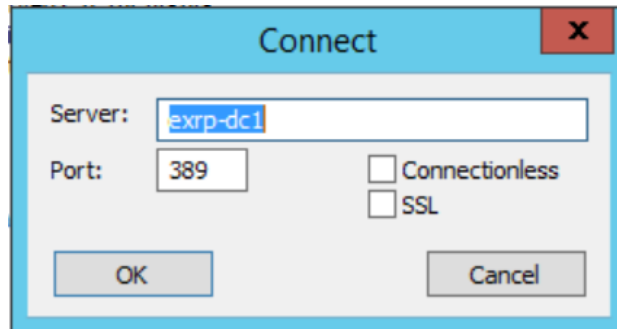 Connect
x
Server: exrp-dc1
Port: 389 Connectionless
SSL
OK Cancel